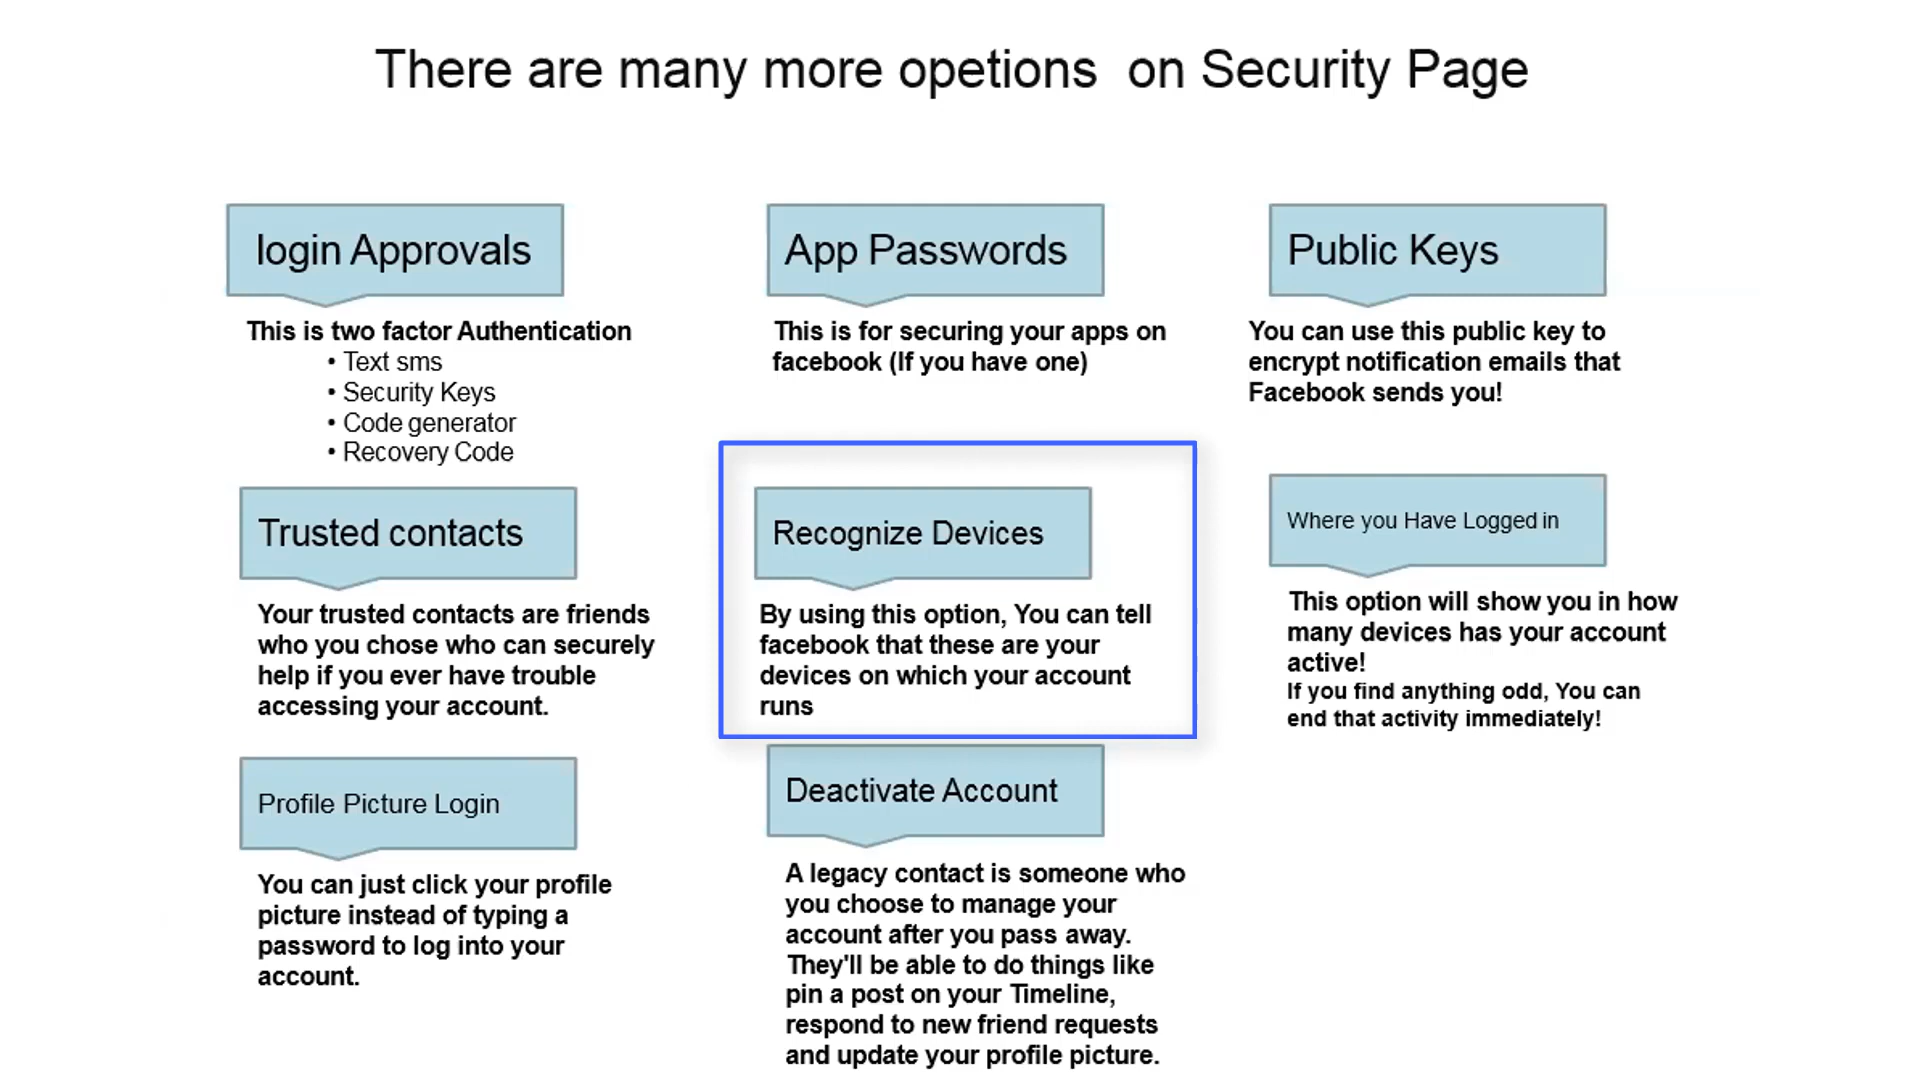 There are many more opetions on Security Page
login Approvals
This is two factor Authentication
• Text sms
• Security Keys
• Code generator
• Recovery Code
App Passwords
This is for securing your apps on
facebook (If you have one)
Public Keys
You can use this public key to
encrypt notification emails that
Facebook sends you!
Trusted contacts
Your trusted contacts are friends
who you chose who can securely
help if you ever have trouble
accessing your account.
Recognize Devices
By using this option, You can tell
facebook that these are your
devices on which your account
runs
Where you Have Logged in
This option will show you in how
many devices has your account
active!
If you find anything odd, You can
end that activity immediately!
Profile Picture Login
You can just click your profile
picture instead of typing a
password to log into your
account.
Deactivate Account
A legacy contact is someone who
you choose to manage your
account after you pass away.
They'll be able to do things like
pin a post on your Timeline,
respond to new friend requests
and update your profile picture.